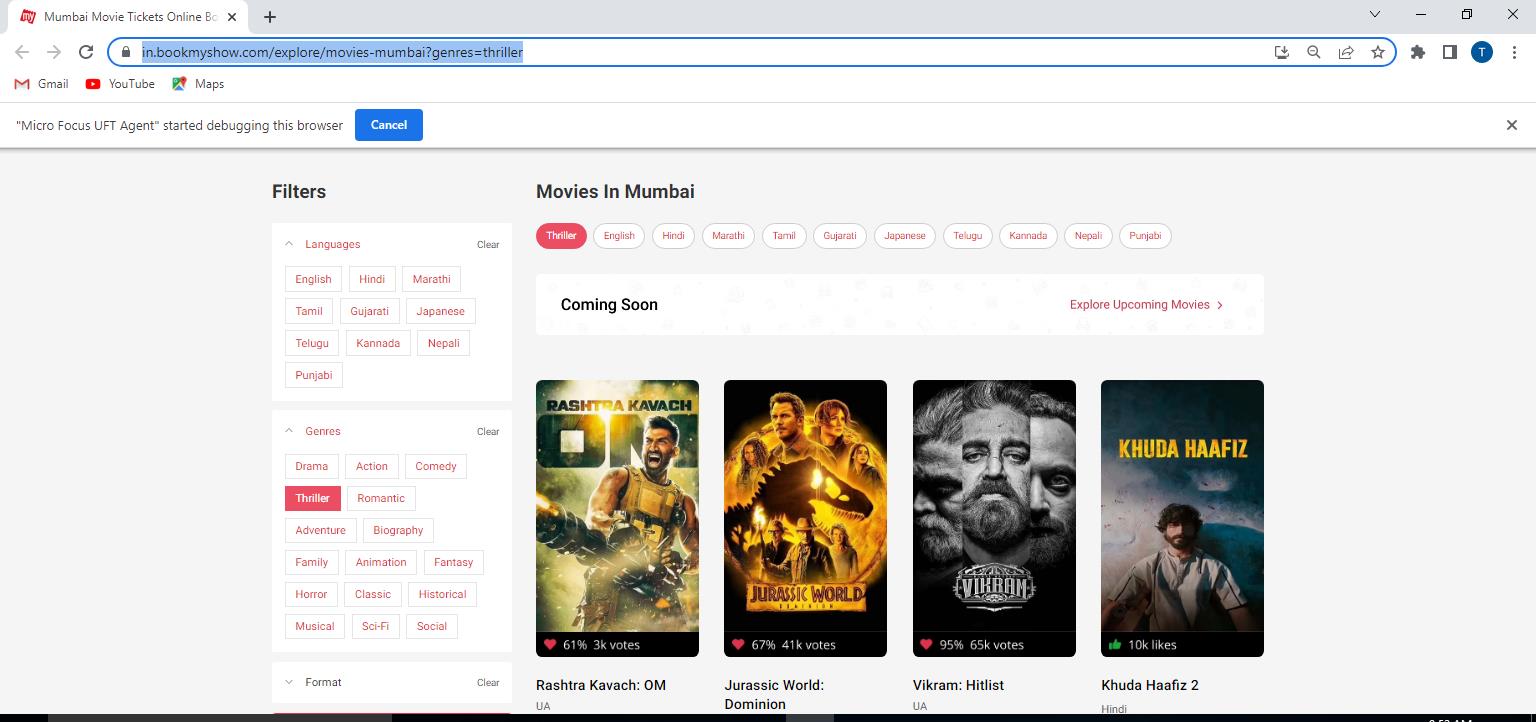 Mumbai Movie Tickets Online Bo
in.bookmyshow.com/explore/movies-mumbai?genres=thriller
T
Gmail YouTube Maps
"Micro Focus UFT Agent" started debugging this browser Cancel
Filters
Languages Clear
English Hindi Marathi
Tamil Gujarati Japanese
Telugu Kannada Nepali
Punjabi
Genres Clear
Drama Action Comedy
Thriller Romantic
Adventure Biography
Family Animation Fantasy
Horror Classic Historical
Musical Sci-Fi Social
Format Clear
Movies In Mumbai
Thriller English Hindi Marathi Tamil Gujarati Japanese Telugu Kannada Nepali Punjabi
Coming Soon Explore Upcoming Movies
RASHTRA KAVACH
OM
61% 3k votes
Rashtra Kavach: OM
UA
JURASSIC WORLD
DOMINION
67% 41k votes
Jurassic World:
Dominion
VIKRAM
95% 65k votes
Vikram: Hitlist
UA
KHUDA HAAFIZ
10k likes
Khuda Haafiz 2
Hindi